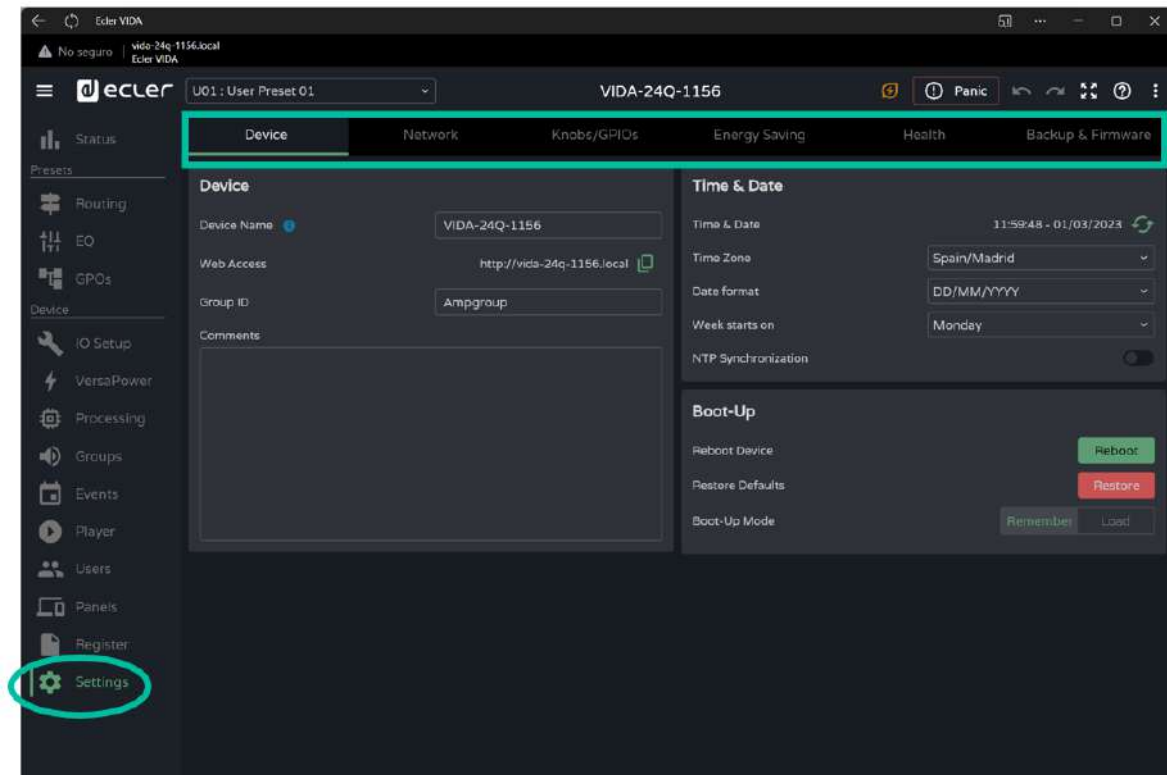 Ecler VIDA
No seguro
vida-24q-1156.local
Ecler VIDA
ecler
U01 : User Preset 01
VIDA-24Q-1156
Panic
Status
Presets
Routing
EQ
GPOs
Device
IO Setup
VersaPower
Processing
Groups
Events
Player
Users
Panels
Register
Settings
Device Network Knobs/GPIOs Energy Saving Health Backup & Firmware
Device
Device Name VIDA-24Q-1156
Web Access http://vida-24q-1156.local
Group ID Ampgroup
Comments
Time & Date
Time & Date 11:59:48 - 01/03/2023
Time Zone Spain/Madrid
Date format DD/MM/YYYY
Week starts on Monday
NTP Synchronization
Boot-Up
Reboot Device Reboot
Restore Defaults Restore
Boot-Up Mode Remember Load